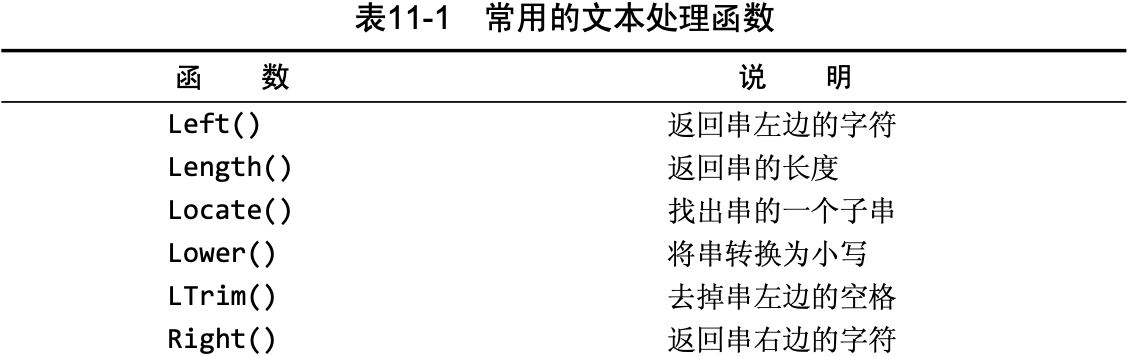 表11-1 常用的文本处理函数
函 数 说 明
Left() 返回串左边的字符
Length() 返回串的长度
Locate() 找出串的一个子串
Lower() 将串转换为小写
LTrim() 去掉串左边的空格
Right() 返回串右边的字符